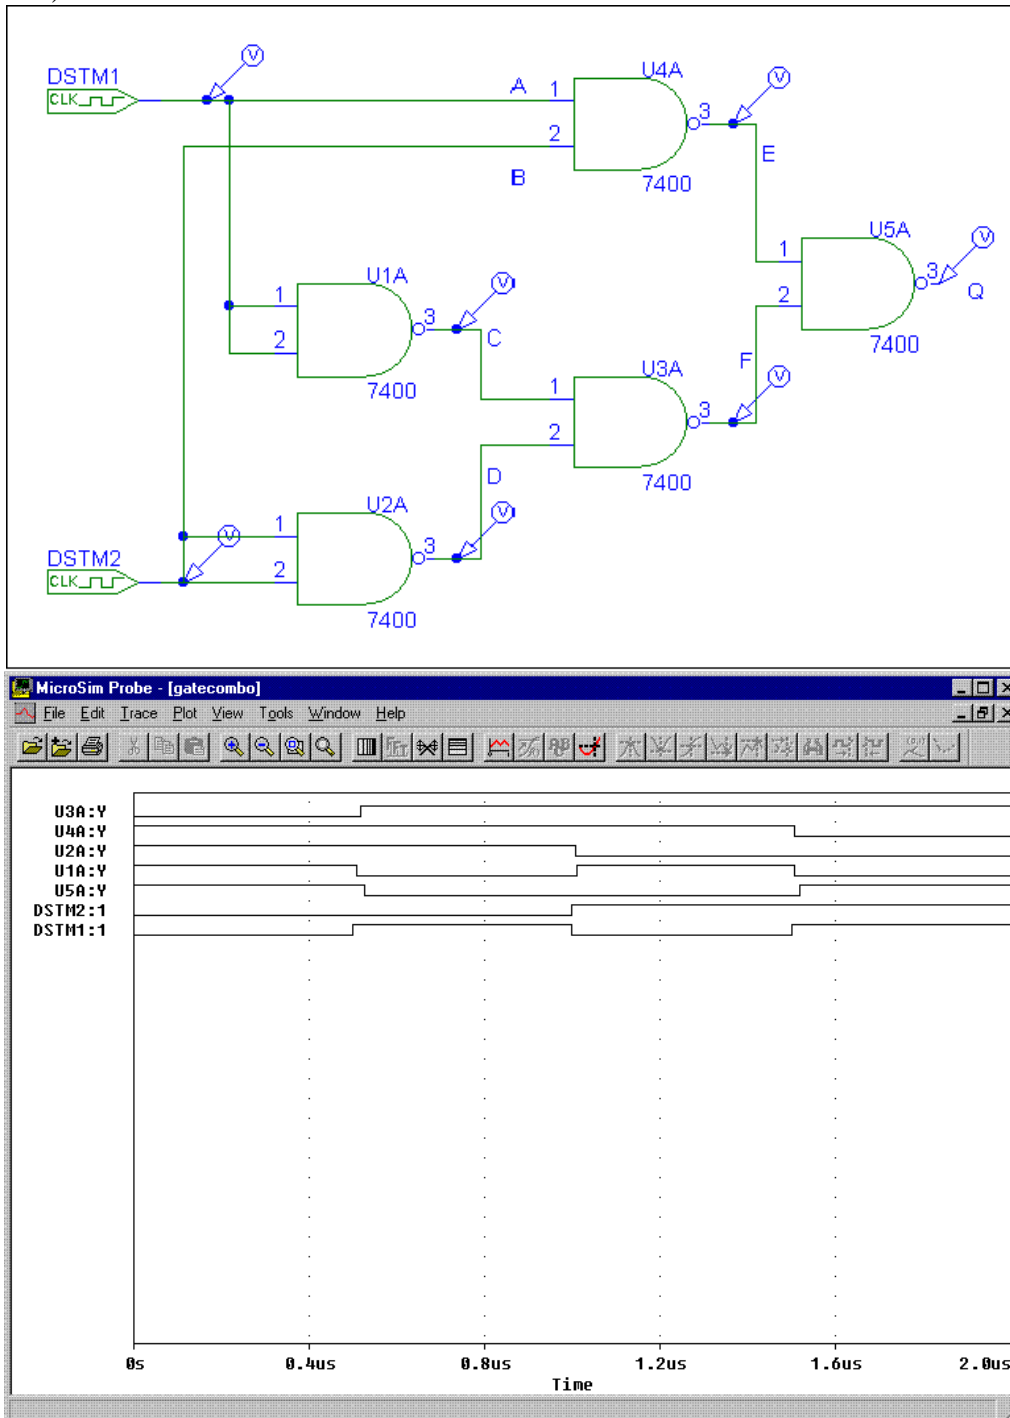 DSTM1
CLK
A
1
2
B
U4A
3
7400
V
E
U5A
1
2
3
7400
V
Q
U1A
1
2
3
7400
V
C
F
V
U3A
1
2
3
7400
D
U2A
1
2
3
7400
V
DSTM2
CLK
V
MicroSim Probe - [gatecombo]
File Edit Trace Plot View Tools Window Help
U3A:Y
U4A:Y
U2A:Y
U1A:Y
U5A:Y
DSTM2:1
DSTM1:1
0s 0.4us 0.8us 1.2us 1.6us 2.0us
Time